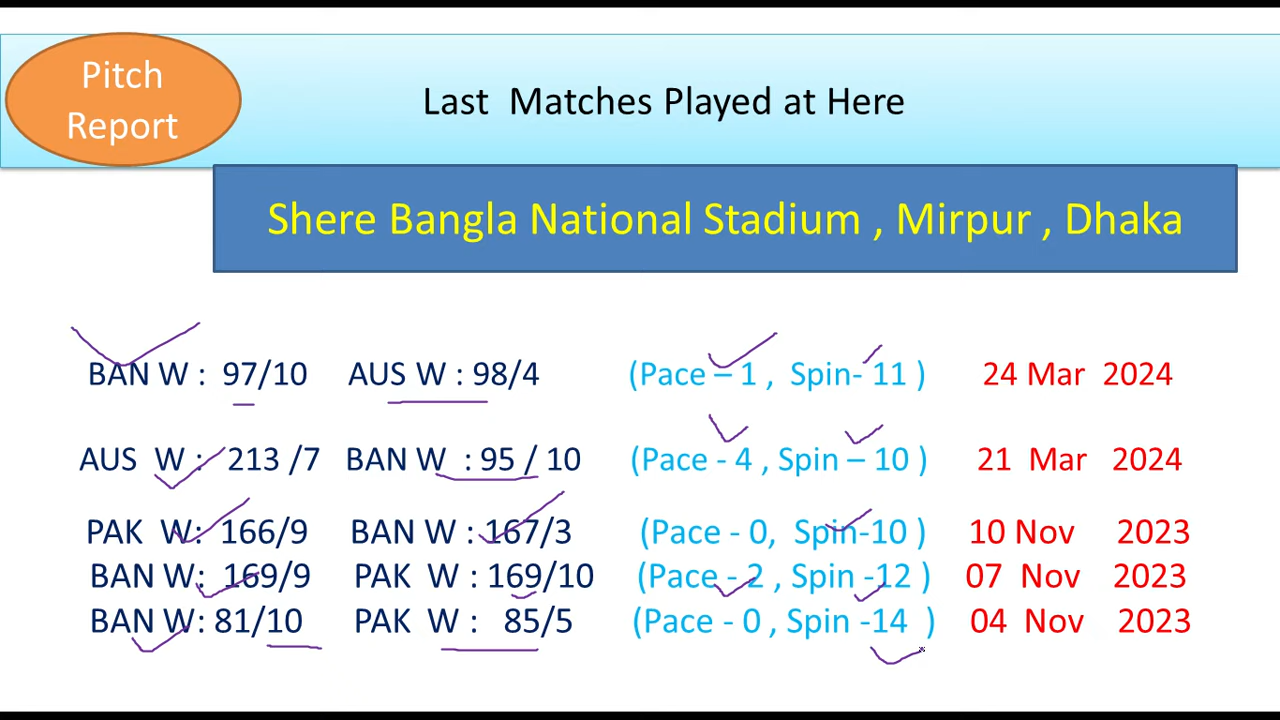 Pitch
Report
Last Matches Played at Here
Shere Bangla National Stadium , Mirpur , Dhaka
BAN W : 97/10 AUS W : 98/4 (Pace – 1 , Spin- 11 ) 24 Mar 2024
AUS W : 213 /7 BAN W : 95 / 10 (Pace - 4 , Spin – 10 ) 21 Mar 2024
PAK W : 166/9 BAN W : 167/3 (Pace - 0, Spin-10 ) 10 Nov 2023
BAN W : 169/9 PAK W : 169/10 (Pace - 2 , Spin -12 ) 07 Nov 2023
BAN W : 81/10 PAK W : 85/5 (Pace - 0 , Spin -14 ) 04 Nov 2023